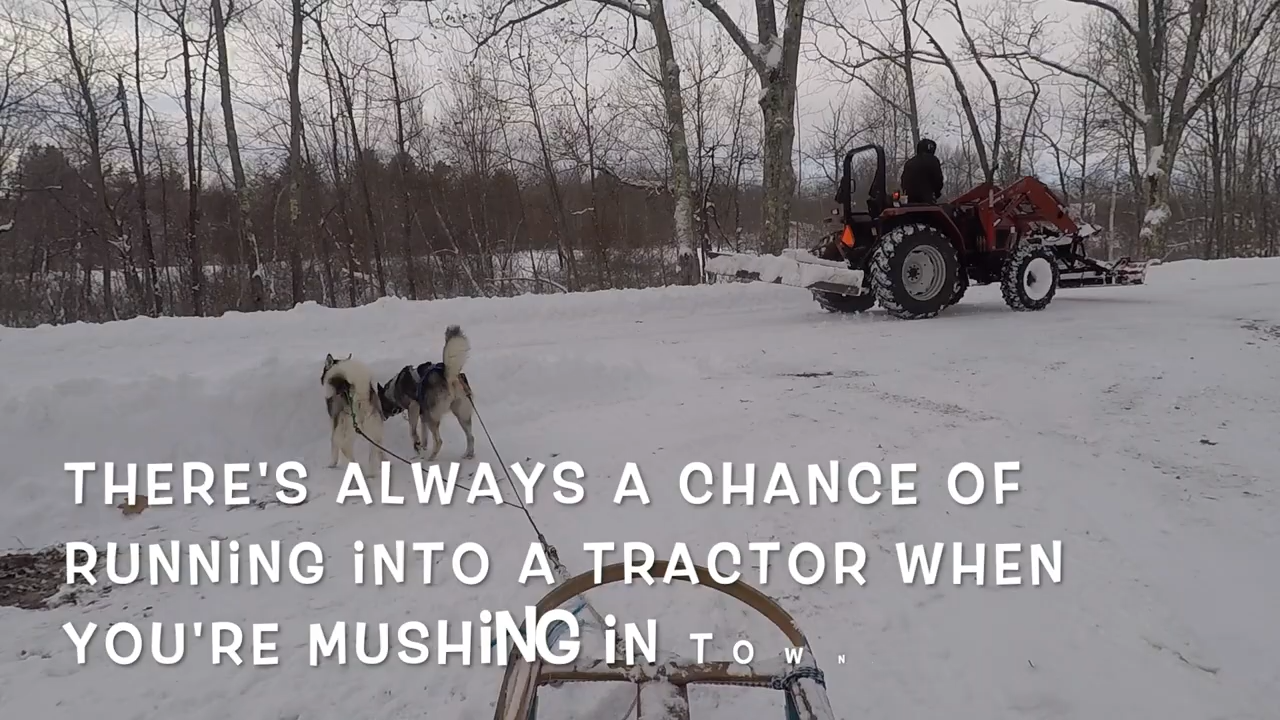 THERE'S ALWAYS A CHANCE OF
RUNNING INTO A TRACTOR WHEN
YOU'RE MUSHING IN TOWN.